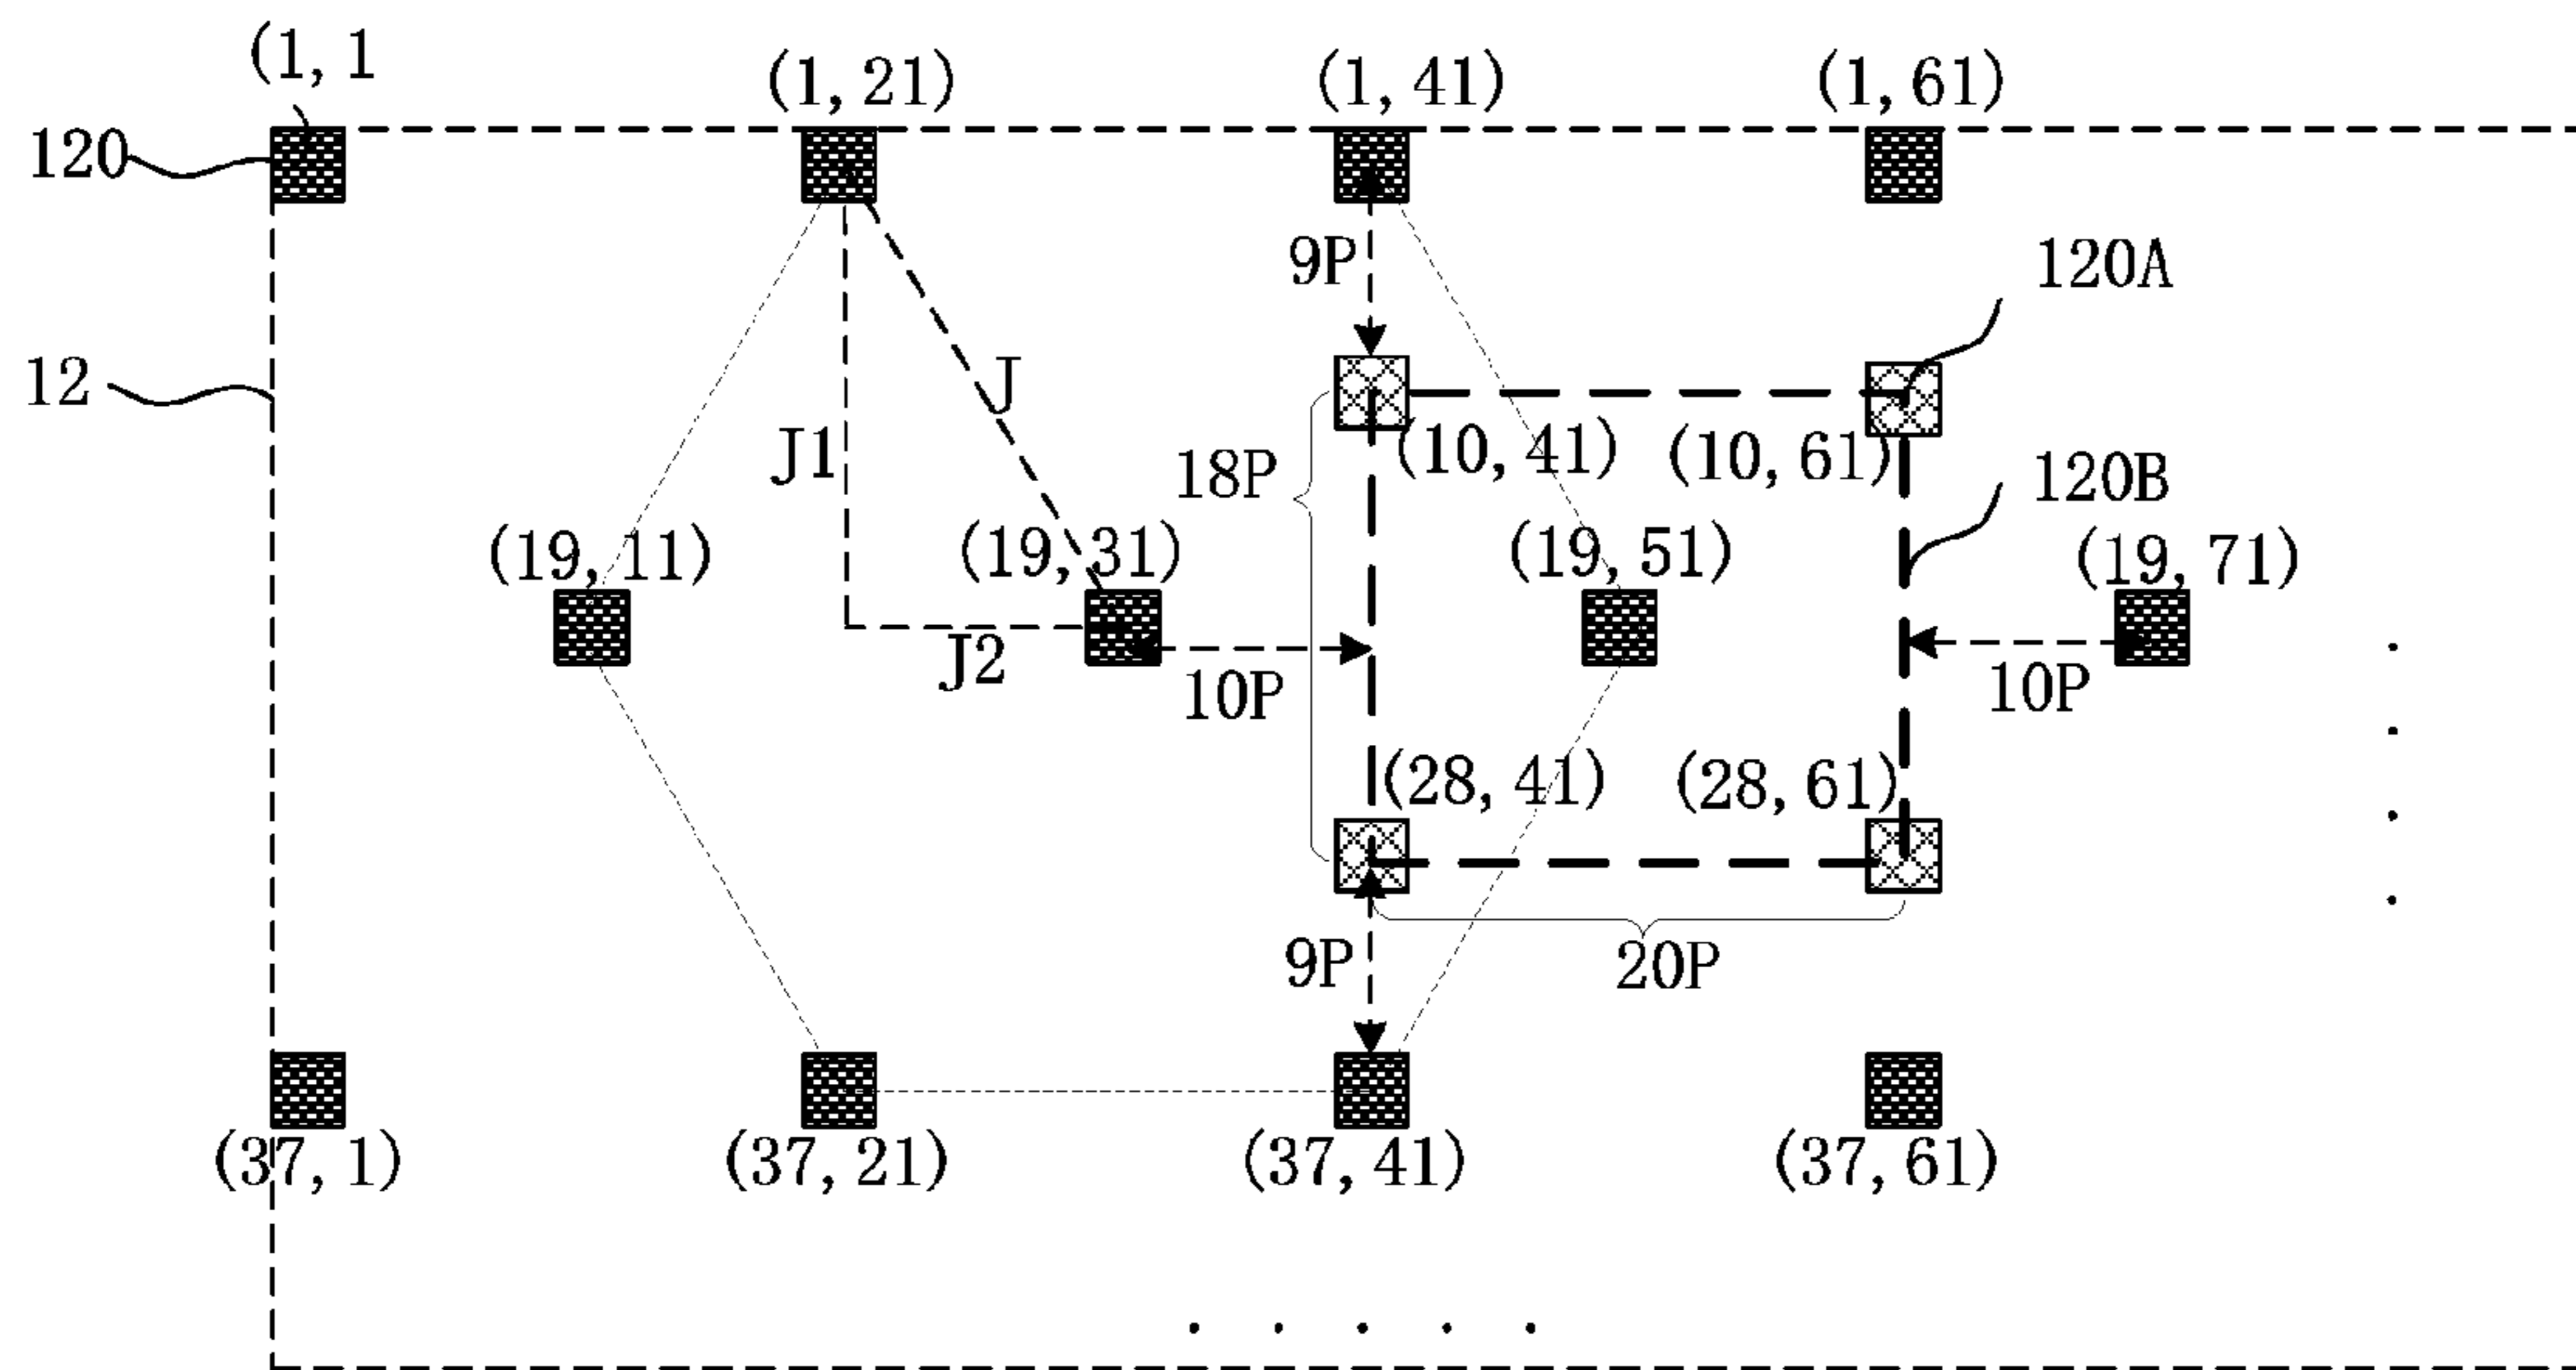 (1, 1
(1, 21)
(1, 41)
(1, 61)
120
9P
120A
12
J
J1
(10, 41)
(10, 61)
18P
120B
(19, 11)
(19, 31)
(19, 51)
(19, 71)
J2
10P
10P
(28, 41)
(28, 61)
9P
20P
(37, 1)
(37, 21)
(37, 41)
(37, 61)